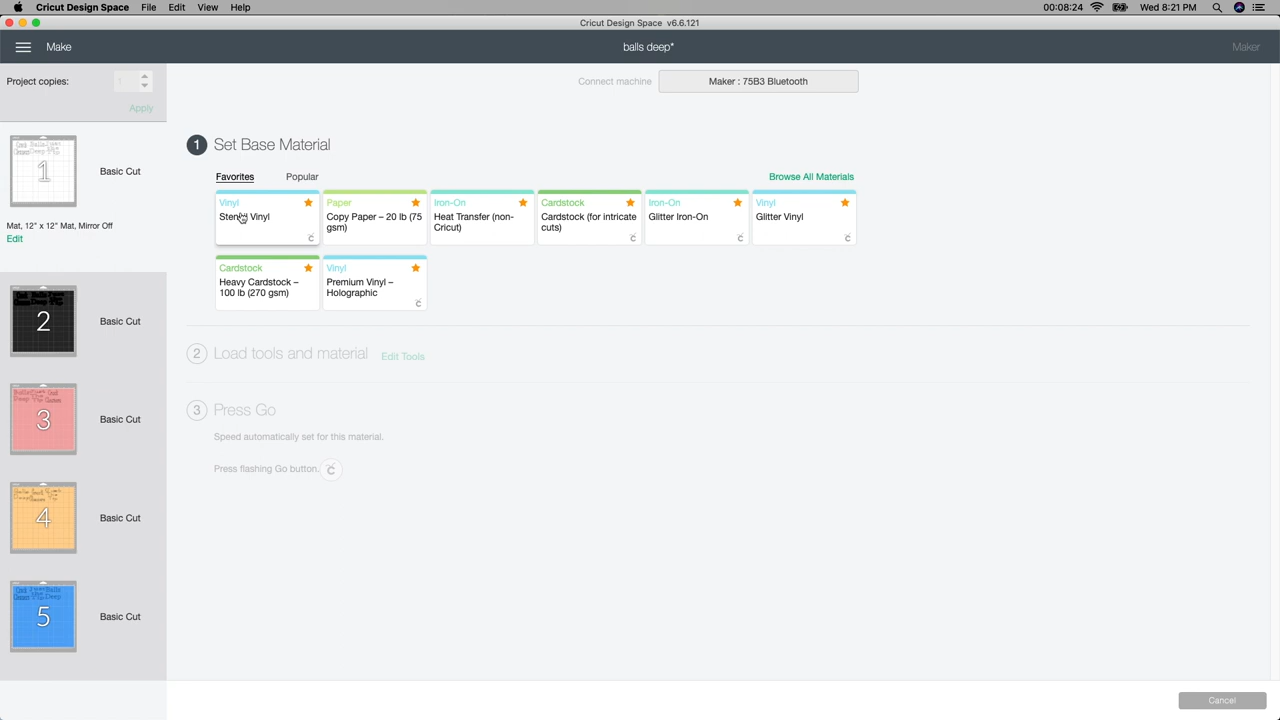 Cricut Design Space File Edit View Help 00:08:24 Wed 8:21 PM
Cricut Design Space v6.6.121
Make balls deep* Maker
Project copies: 1
Apply
Connect machine Maker : 75B3 Bluetooth
1 Basic Cut
Mat, 12" x 12" Mat, Mirror Off
Edit
2 Basic Cut
3 Basic Cut
4 Basic Cut
5 Basic Cut
1 Set Base Material
Favorites Popular Browse All Materials
Vinyl Paper Iron-On Cardstock Iron-On Vinyl
Stencil Vinyl Copy Paper – 20 lb (75 Heat Transfer (non- Cardstock (for intricate Glitter Iron-On Glitter Vinyl
gsm) Cricut) cuts)
Cardstock Vinyl
Heavy Cardstock – Premium Vinyl –
100 lb (270 gsm) Holographic
2 Load tools and material Edit Tools
3 Press Go
Speed automatically set for this material.
Press flashing Go button.
Cancel